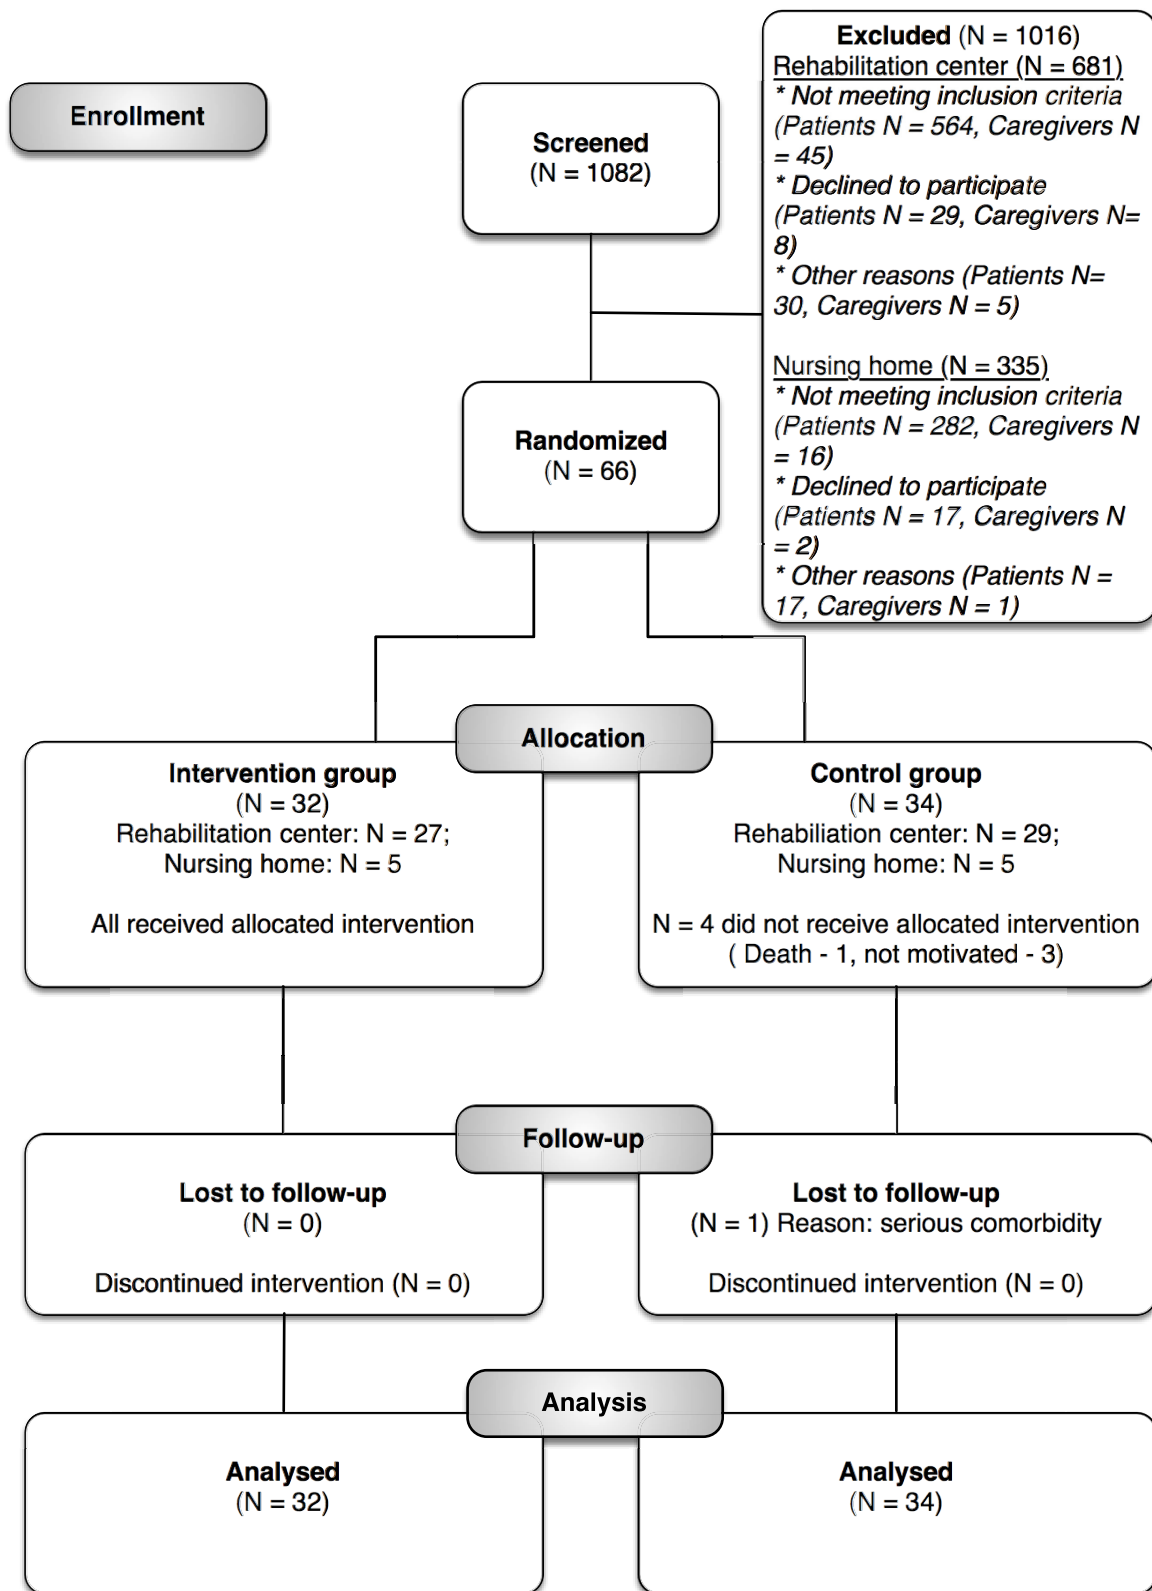 Enrollment
Screened
(N = 1082)
Excluded (N = 1016)
Rehabilitation center (N = 681)
* Not meeting inclusion criteria
(Patients N = 564, Caregivers N
= 45)
* Declined to participate
(Patients N = 29, Caregivers N=
8)
* Other reasons (Patients N=
30, Caregivers N = 5)
Nursing home (N = 335)
* Not meeting inclusion criteria
(Patients N = 282, Caregivers N
= 16)
* Declined to participate
(Patients N = 17, Caregivers N
= 2)
* Other reasons (Patients N =
17, Caregivers N = 1)
Randomized
(N = 66)
Allocation
Intervention group
(N = 32)
Rehabilitation center: N = 27;
Nursing home: N = 5
All received allocated intervention
Control group
(N = 34)
Rehabiliation center: N = 29;
Nursing home: N = 5
N = 4 did not receive allocated intervention
( Death - 1, not motivated - 3)
Follow-up
Lost to follow-up
(N = 0)
Discontinued intervention (N = 0)
Lost to follow-up
(N = 1) Reason: serious comorbidity
Discontinued intervention (N = 0)
Analysis
Analysed
(N = 32)
Analysed
(N = 34)